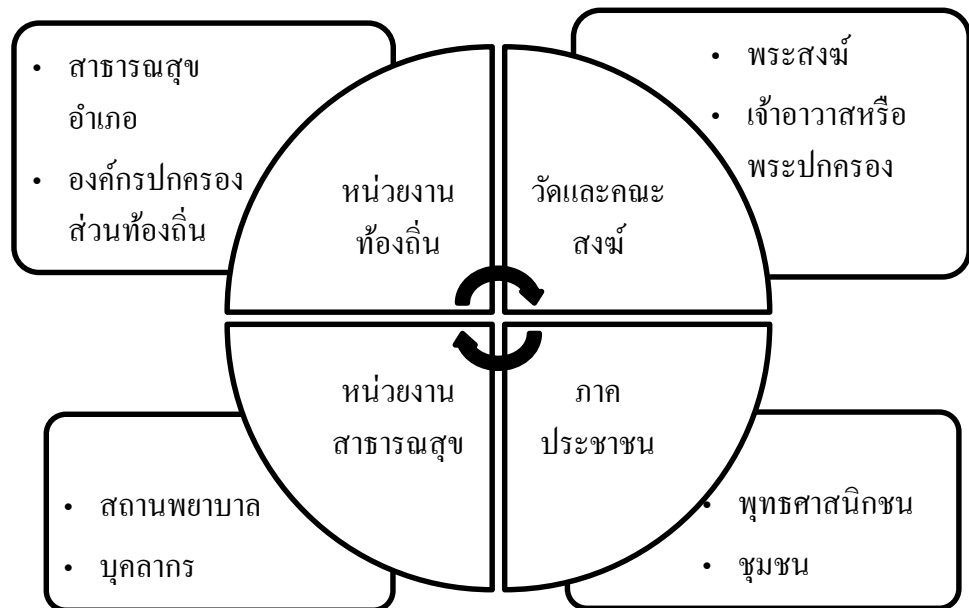 • สาธารณสุข
อำเภอ
• องค์กรปกครอง
ส่วนท้องถิ่น
หน่วยงาน
ท้องถิ่น
วัดและคณะ
สงฆ์
• พระสงฆ์
• เจ้าอาวาสหรือ
พระปกครอง
หน่วยงาน
สาธารณสุข
ภาค
ประชาชน
• สถานพยาบาล
• บุคลากร
• พุทธศาสนิกชน
• ชุมชน